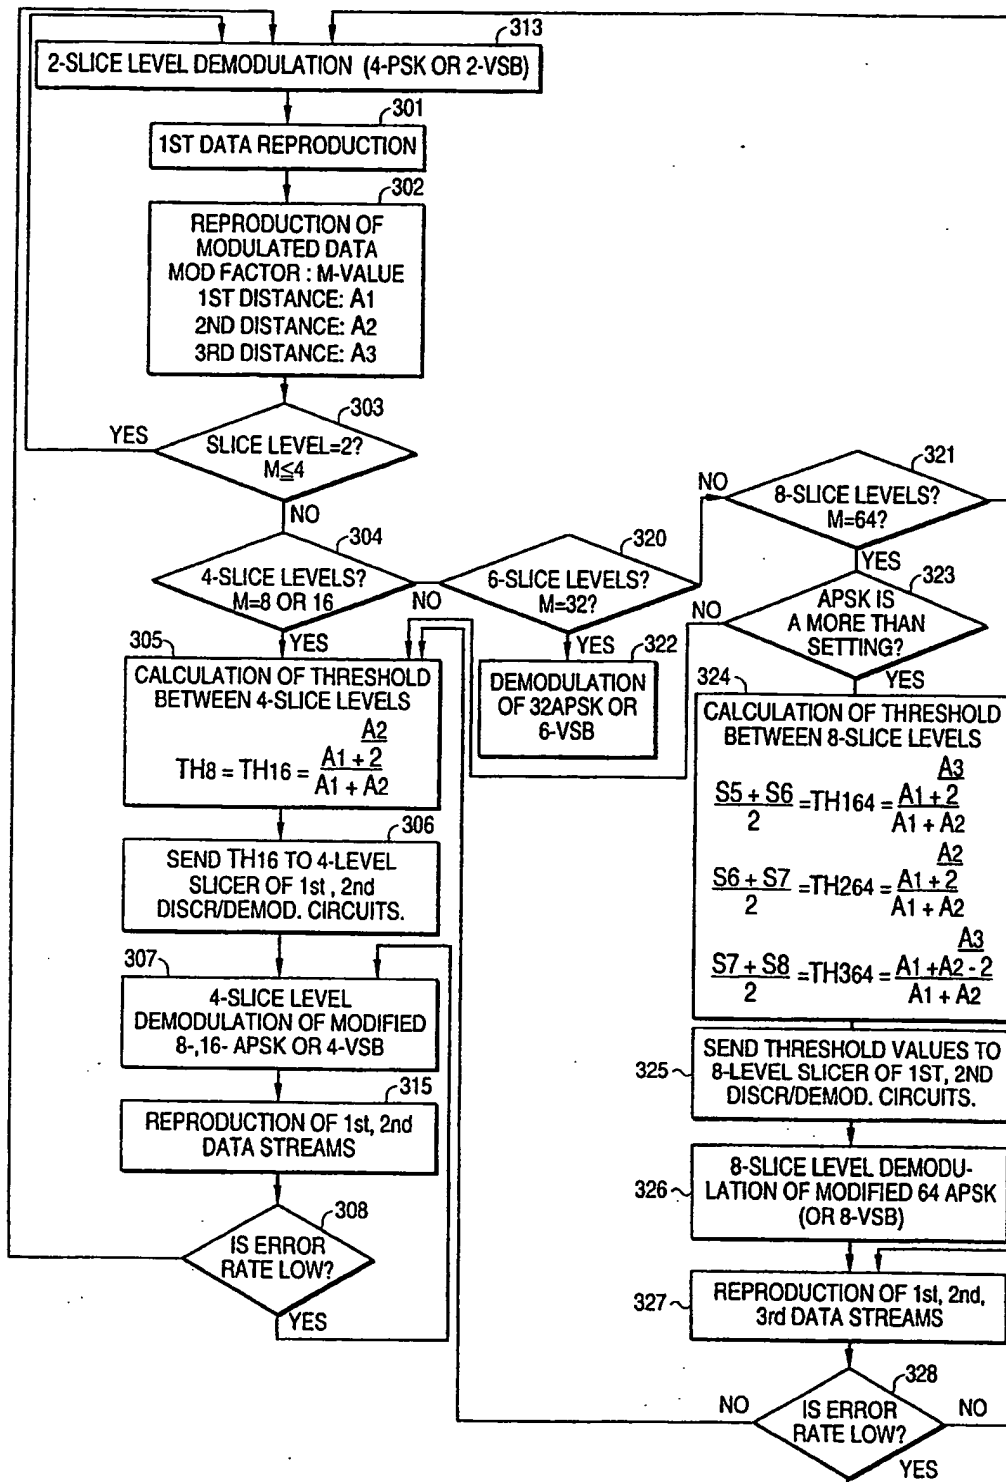 313
2-SLICE LEVEL DEMODULATION (4-PSK OR 2-VSB)
301
1ST DATA REPRODUCTION
302
REPRODUCTION OF
MODULATED DATA
MOD FACTOR : M-VALUE
1ST DISTANCE: A1
2ND DISTANCE: A2
3RD DISTANCE: A3
303
YES
SLICE LEVEL=2?
M≦4
NO
304
4-SLICE LEVELS?
M=8 OR 16
NO
YES
320
6-SLICE LEVELS?
M=32?
YES
NO
321
8-SLICE LEVELS?
M=64?
YES
323
NO
APSK IS
A MORE THAN
SETTING?
YES
322
DEMODULATION
OF 32APSK OR
6-VSB
305
CALCULATION OF THRESHOLD
BETWEEN 4-SLICE LEVELS
A2
TH8 = TH16 = A1 + 2
A1 + A2
306
SEND TH16 TO 4-LEVEL
SLICER OF 1st, 2nd
DISCR/DEMOD. CIRCUITS.
307
4-SLICE LEVEL
DEMODULATION OF MODIFIED
8-,16- APSK OR 4-VSB
315
REPRODUCTION OF 1st, 2nd
DATA STREAMS
308
IS ERROR
RATE LOW?
YES
324
CALCULATION OF THRESHOLD
BETWEEN 8-SLICE LEVELS
A3
S5 + S6 =TH164= A1 + 2
2 A1 + A2
A2
S6 + S7 =TH264= A1 + 2
2 A1 + A2
A3
S7 + S8 =TH364= A1 +A2 - 2
2 A1 + A2
325
SEND THRESHOLD VALUES TO
8-LEVEL SLICER OF 1ST, 2ND
DISCR/DEMOD. CIRCUITS.
326
8-SLICE LEVEL DEMODU-
LATION OF MODIFIED 64 APSK
(OR 8-VSB)
327
REPRODUCTION OF 1st, 2nd,
3rd DATA STREAMS
328
NO
IS ERROR
RATE LOW?
NO
YES